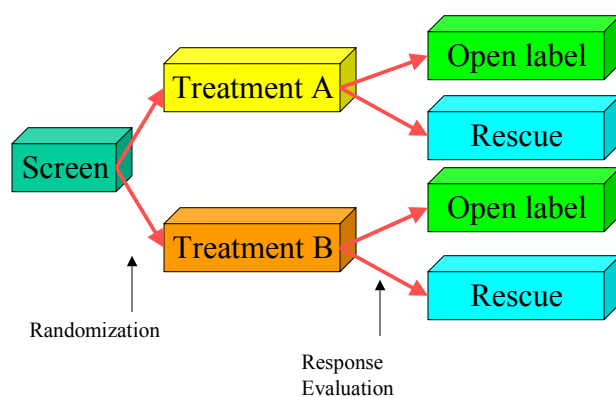 Open label
Treatment A
Rescue
Screen
Open label
Treatment B
Rescue
Randomization
Response
Evaluation